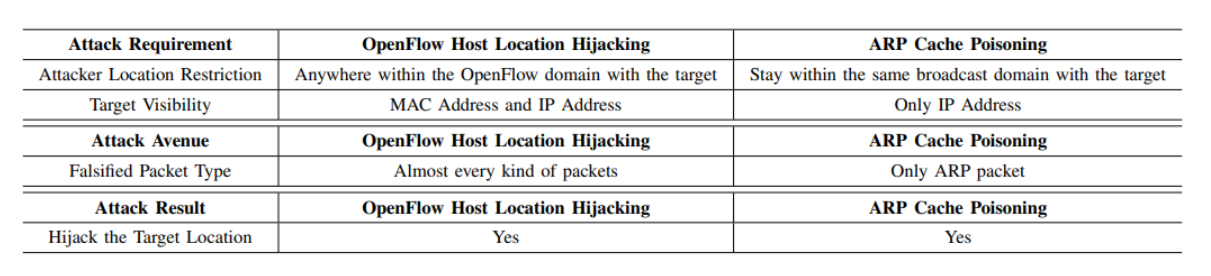 Attack Requirement OpenFlow Host Location Hijacking ARP Cache Poisoning
Attacker Location Restriction Anywhere within the OpenFlow domain with the target Stay within the same broadcast domain with the target
Target Visibility MAC Address and IP Address Only IP Address
Attack Avenue OpenFlow Host Location Hijacking ARP Cache Poisoning
Falsified Packet Type Almost every kind of packets Only ARP packet
Attack Result OpenFlow Host Location Hijacking ARP Cache Poisoning
Hijack the Target Location Yes Yes